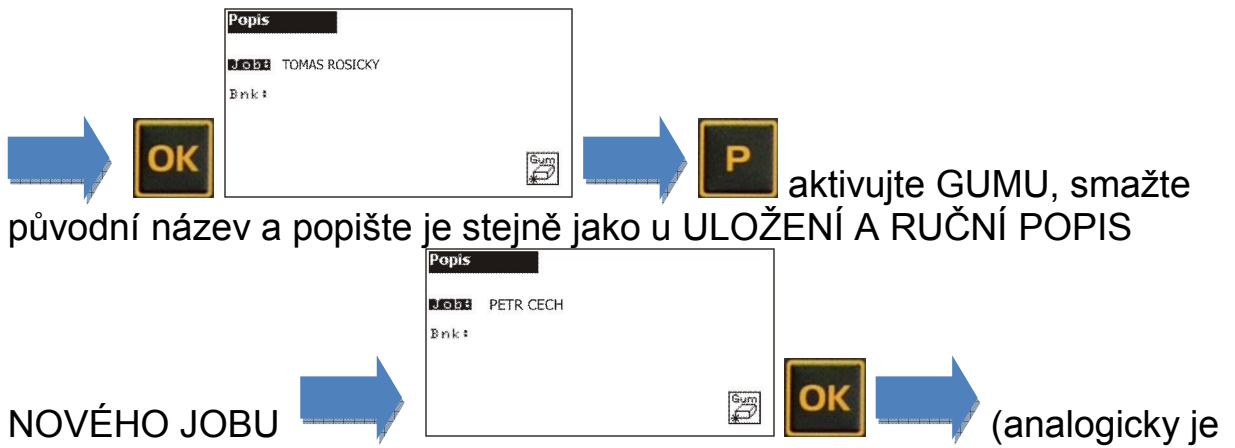 Popis
Job: TOMAS ROSICKY
Bnk:
Gum
OK
P
aktivujte GUMU, smažte
původní název a popište je stejně jako u ULOŽENÍ A RUČNÍ POPIS
Popis
Job: PETR CECH
Bnk:
Gum
OK
NOVÉHO JOBU
(analogicky je